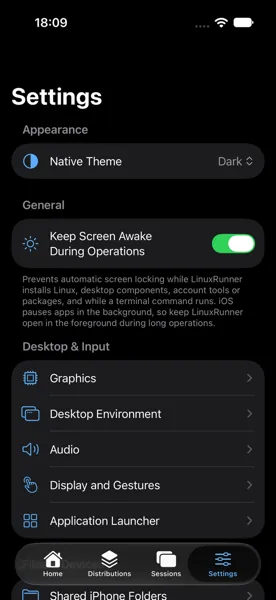 18:09
Settings
Appearance
Native Theme Dark
General
Keep Screen Awake
During Operations
Prevents automatic screen locking while LinuxRunner
installs Linux, desktop components, account tools or
packages, and while a terminal command runs. iOS
pauses apps in the background, so keep LinuxRunner
open in the foreground during long operations.
Desktop & Input
Graphics
Desktop Environment
Audio
Display and Gestures
Application Launcher
Home Distributions Sessions Settings
Shared iPhone Folders